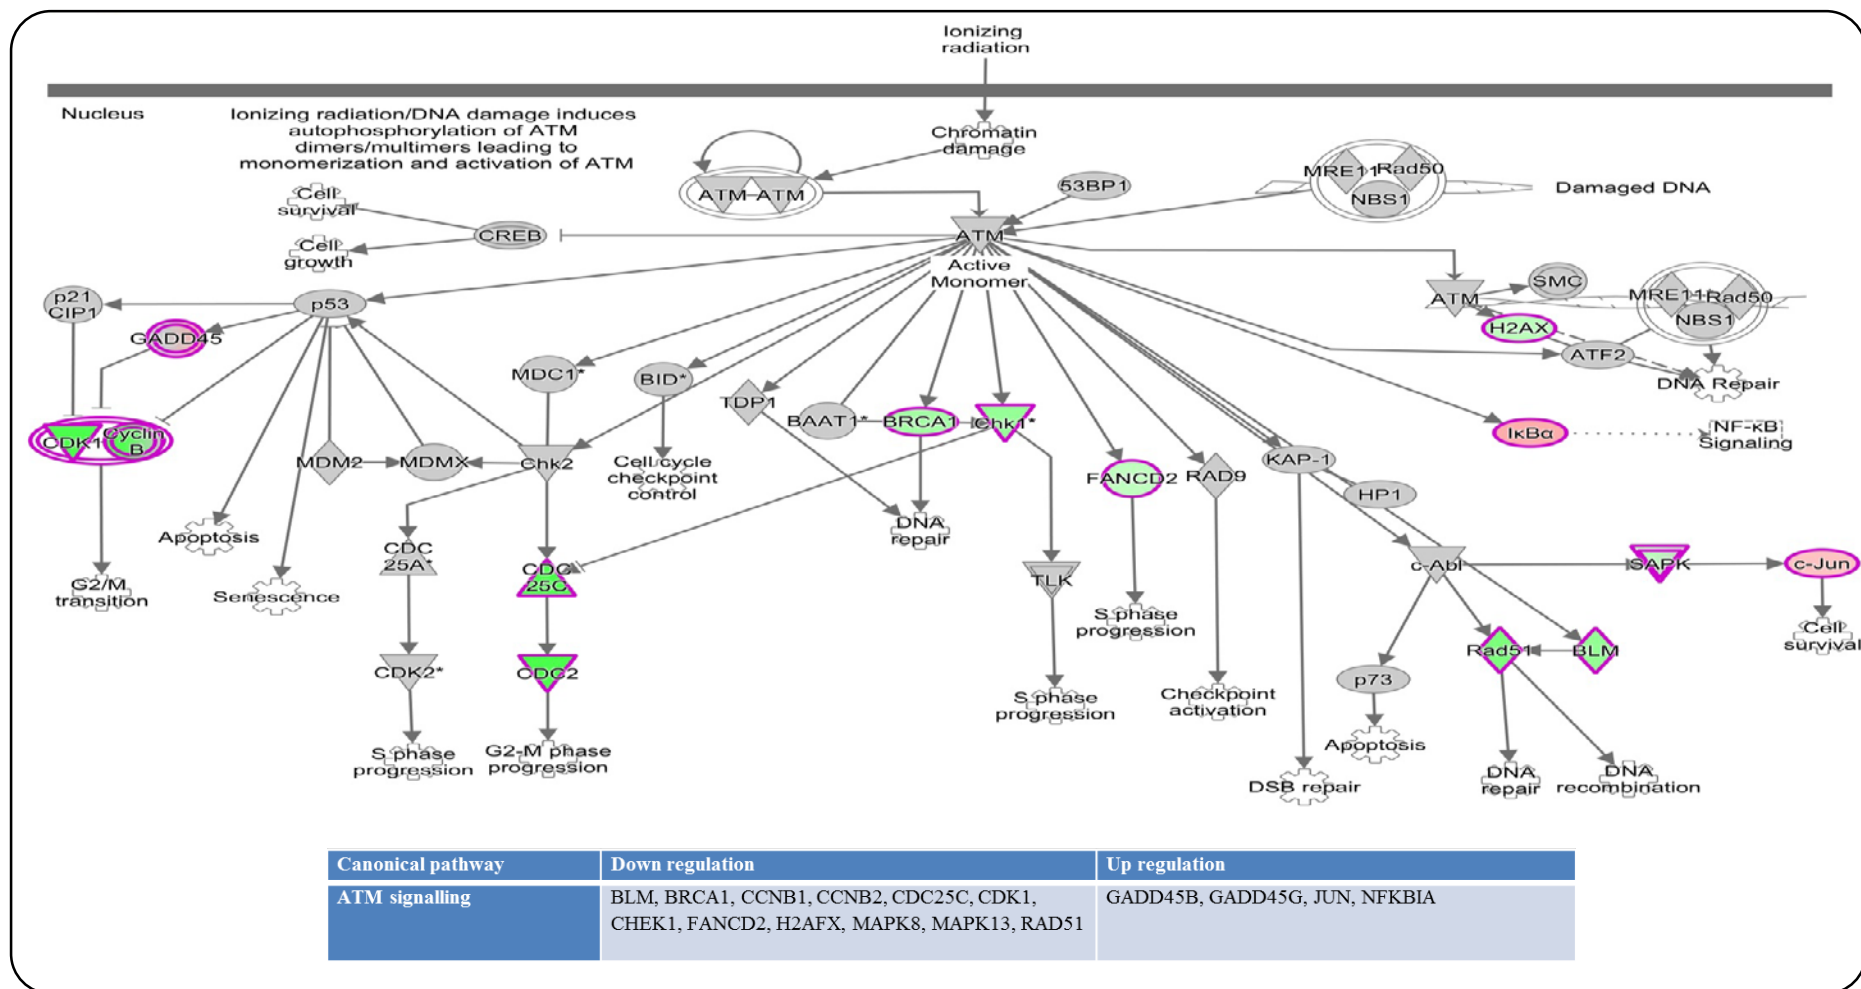 Ionizing
radiation
Nucleus
Ionizing radiation/DNA damage induces
autophosphorylation of ATM
dimers/multimers leading to
monomerization and activation of ATM
Chromatin
damage
ATM
ATM
53BP1
MRE11
Rad50
NBS1
Damaged DNA
Cell
survival
CREB
Cell
growth
ATM
Active
Monomer
p21
CIP1
p53
GADD45
ATM
SMC
H2AX
MRE11
Rad50
NBS1
ATF2
DNA Repair
MDC1*
BID*
TDP1
BAAT1*
BRCA1
Chk1*
CDK1
Cyclin
B
MDM2
MDMX
Chk2
Cell cycle
checkpoint
control
FANCD2
RAD9
KAP-1
HP1
IκBα
NF-κB
Signaling
Apoptosis
CDC
25A*
CDC
25C
DNA
repair
TLK
c-Abl
SAPK
c-Jun
G2/M
transition
Senescence
S phase
progression
Cell
survival
CDK2*
CDC2
Rad51
BLM
p73
S phase
progression
Checkpoint
activation
Apoptosis
S phase
progression
G2-M phase
progression
DSB repair
DNA
repair
DNA
recombination
Canonical pathway
Down regulation
Up regulation
ATM signalling
BLM, BRCA1, CCNB1, CCNB2, CDC25C, CDK1,
CHEK1, FANCD2, H2AFX, MAPK8, MAPK13, RAD51
GADD45B, GADD45G, JUN, NFKBIA